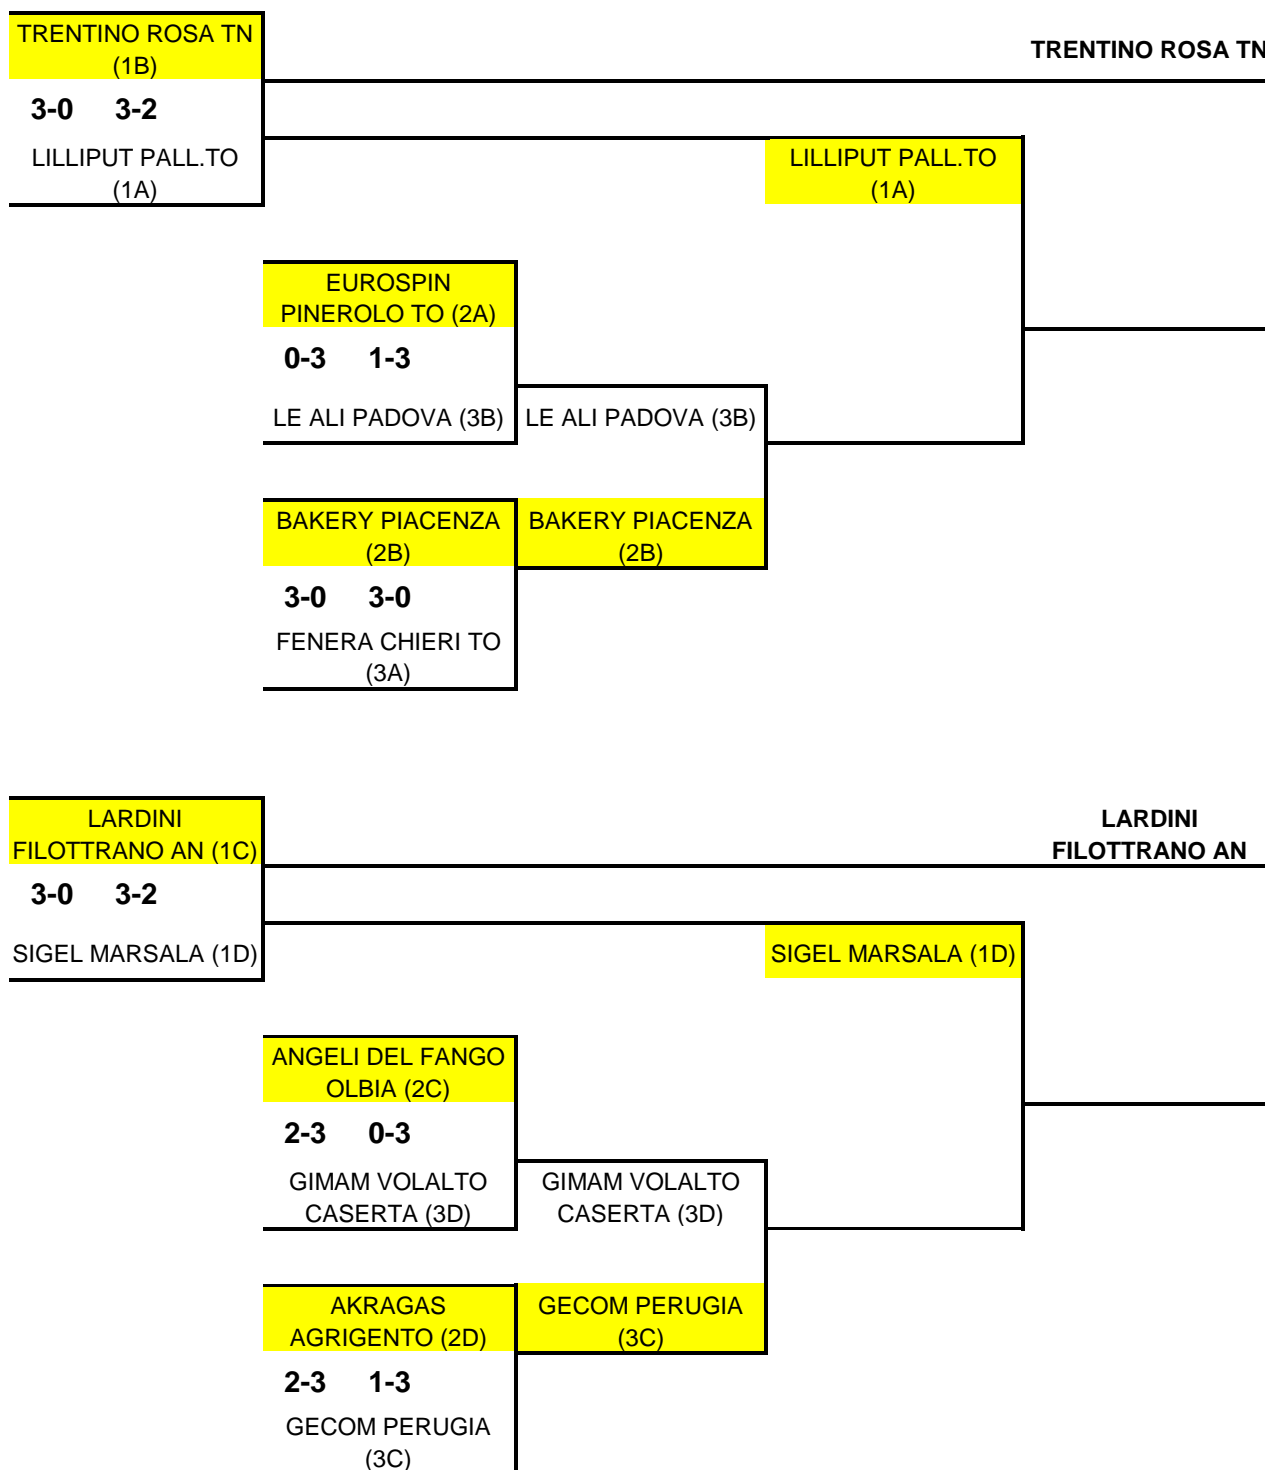 TRENTINO ROSA TN
(1B)
TRENTINO ROSA TN
3-0 3-2
LILLIPUT PALL.TO
(1A)
LILLIPUT PALL.TO
(1A)
EUROSPIN
PINEROLO TO (2A)
0-3 1-3
LE ALI PADOVA (3B)
LE ALI PADOVA (3B)
BAKERY PIACENZA
(2B)
BAKERY PIACENZA
(2B)
3-0 3-0
FENERA CHIERI TO
(3A)
LARDINI
FILOTTRANO AN (1C)
LARDINI
FILOTTRANO AN
3-0 3-2
SIGEL MARSALA (1D)
SIGEL MARSALA (1D)
ANGELI DEL FANGO
OLBIA (2C)
2-3 0-3
GIMAM VOLALTO
CASERTA (3D)
GIMAM VOLALTO
CASERTA (3D)
AKRAGAS
AGRIGENTO (2D)
GECOM PERUGIA
(3C)
2-3 1-3
GECOM PERUGIA
(3C)